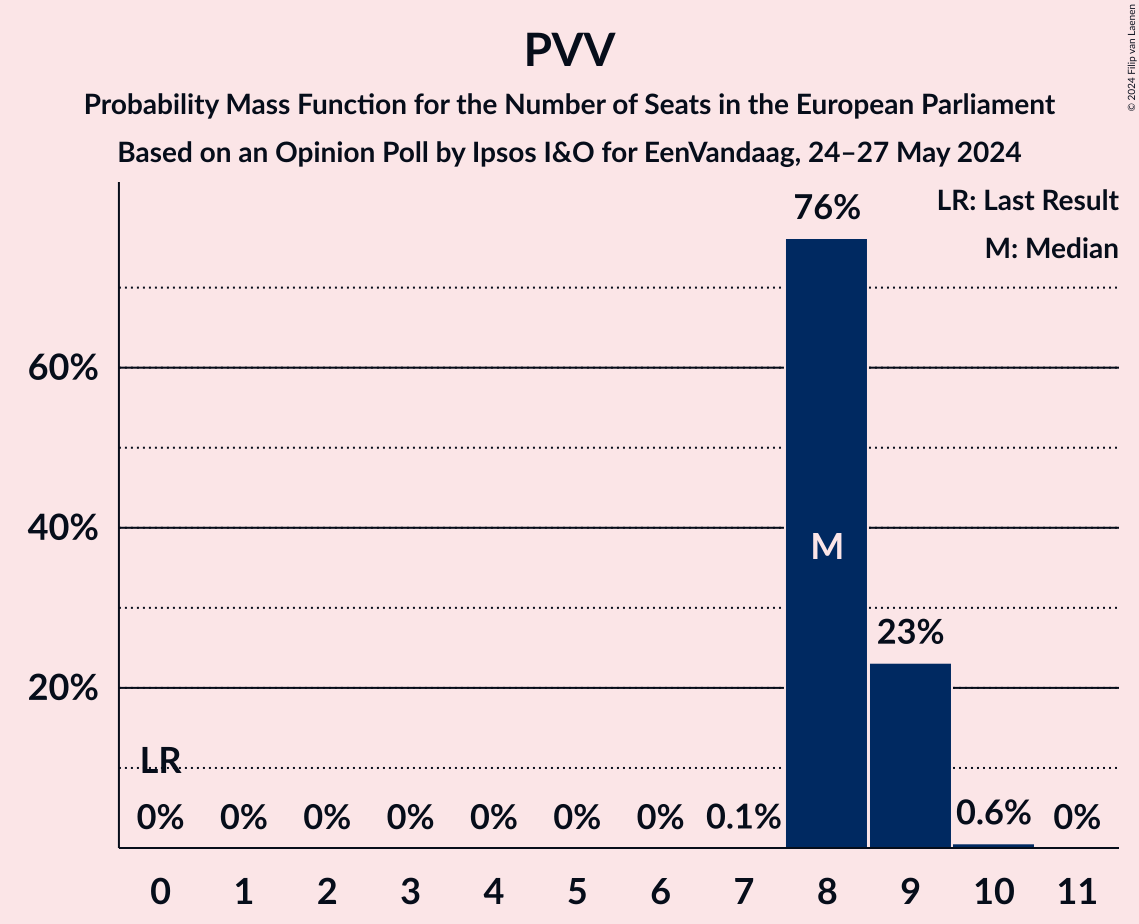 PVV
Probability Mass Function for the Number of Seats in the European Parliament
Based on an Opinion Poll by Ipsos I&O for EenVandaag, 24–27 May 2024
© 2024 Filip van Laenen
LR: Last Result
M: Median
76%
60%
40%
M
23%
20%
LR
0% 0% 0% 0% 0% 0% 0% 0.1% 0.6% 0%
0 1 2 3 4 5 6 7 8 9 10 11